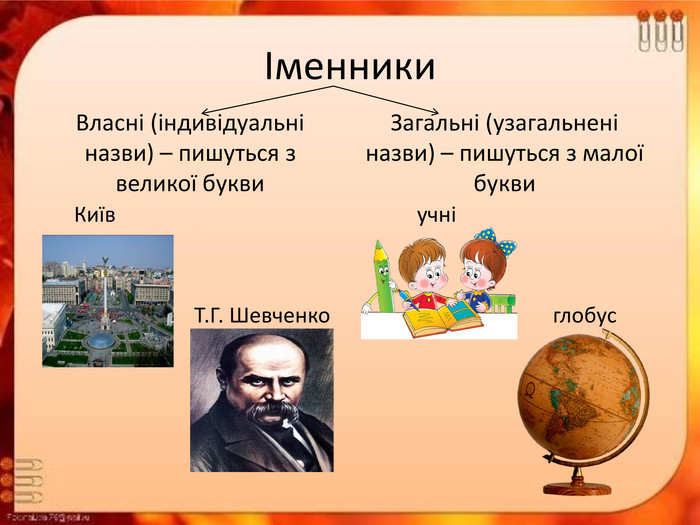 Іменники
Власні (індивідуальні
назви) – пишуться з
великої букви
Загальні (узагальнені
назви) – пишуться з малої
букви
Київ
учні
Т.Г. Шевченко
глобус